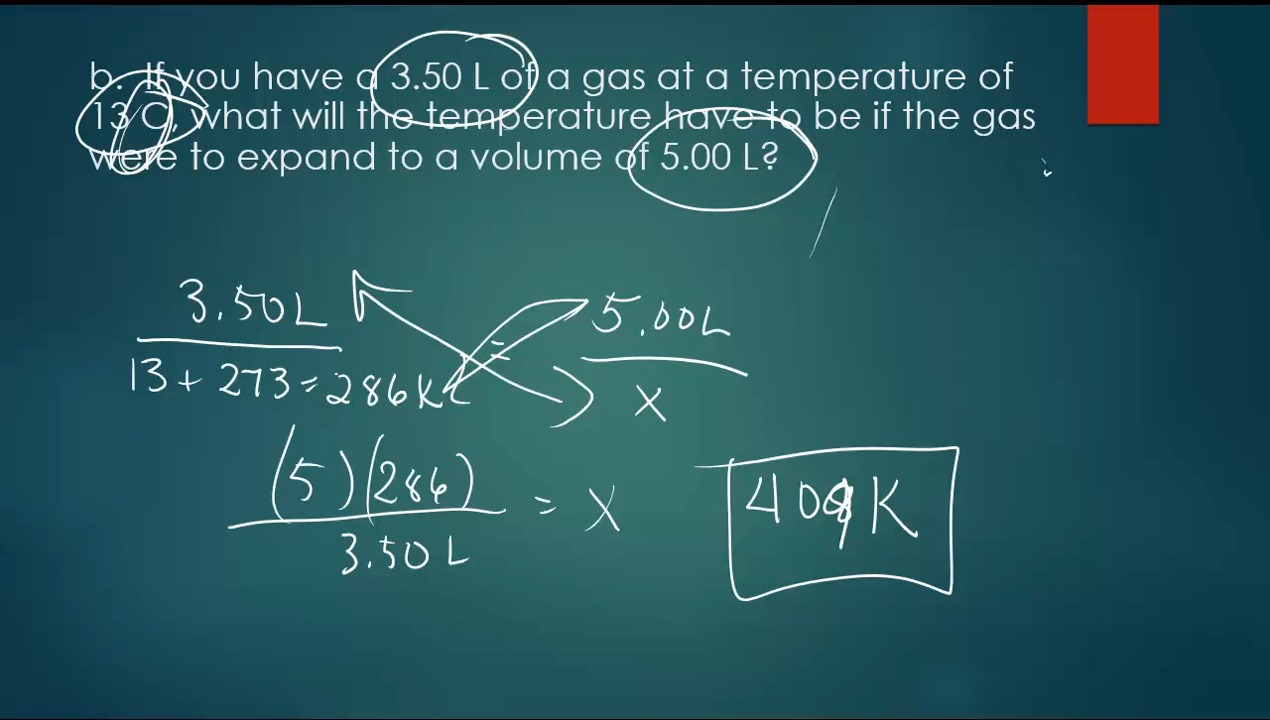 b. If you have a 3.50 L of a gas at a temperature of
13 C, what will the temperature have to be if the gas
were to expand to a volume of 5.00 L?
3.50L = 5.00L
13 + 273 = 286K X
(5)(286) = X
3.50 L
409K